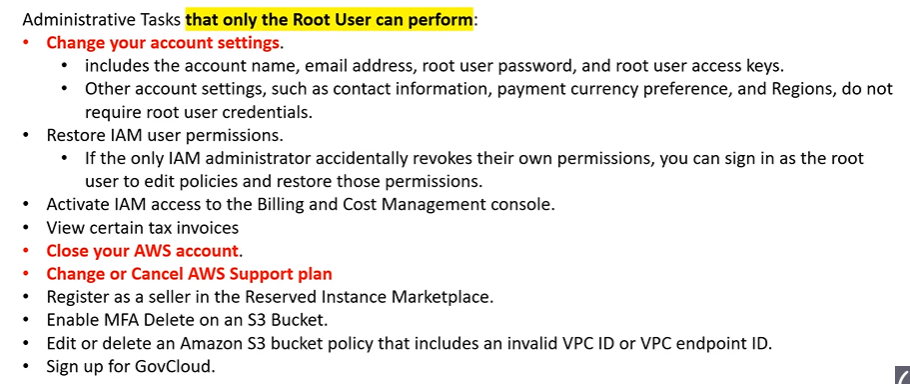 Administrative Tasks that only the Root User can perform:
• Change your account settings.
• includes the account name, email address, root user password, and root user access keys.
• Other account settings, such as contact information, payment currency preference, and Regions, do not
require root user credentials.
• Restore IAM user permissions.
• If the only IAM administrator accidentally revokes their own permissions, you can sign in as the root
user to edit policies and restore those permissions.
• Activate IAM access to the Billing and Cost Management console.
• View certain tax invoices
• Close your AWS account.
• Change or Cancel AWS Support plan
• Register as a seller in the Reserved Instance Marketplace.
• Enable MFA Delete on an S3 Bucket.
• Edit or delete an Amazon S3 bucket policy that includes an invalid VPC ID or VPC endpoint ID.
• Sign up for GovCloud.